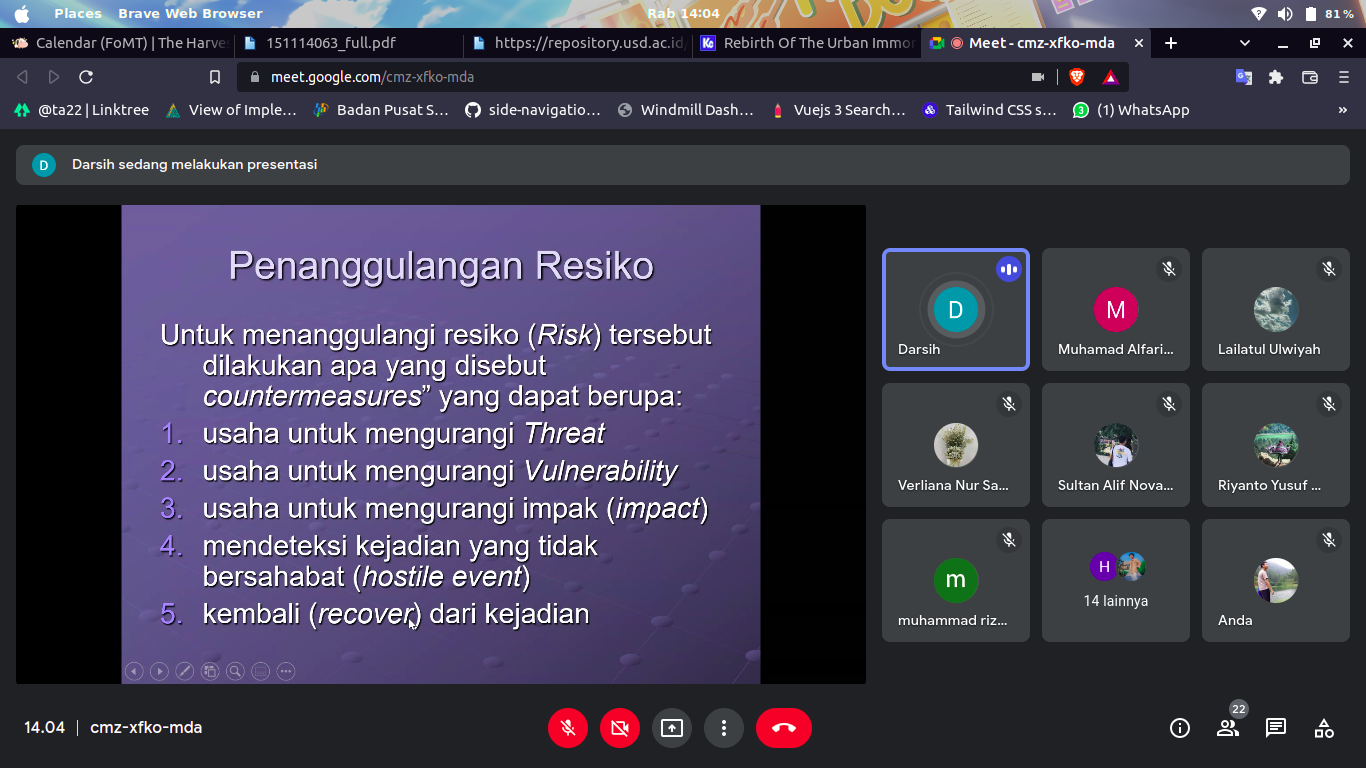 Places Brave Web Browser Rab 14:04 81 %
Calendar (FoMT) | The Harve 151114063_full.pdf https://repository.usd.ac.id Rebirth Of The Urban Immor Meet - cmz-xfko-mda
meet.google.com/cmz-xfko-mda
@ta22 | Linktree View of Imple... Badan Pusat S... side-navigatio... Windmill Dash... Vuejs 3 Search... Tailwind CSS s... (1) WhatsApp »
D Darsih sedang melakukan presentasi
Penanggulangan Resiko
Untuk menanggulangi resiko (Risk) tersebut
dilakukan apa yang disebut
countermeasures” yang dapat berupa:
1. usaha untuk mengurangi Threat
2. usaha untuk mengurangi Vulnerability
3. usaha untuk mengurangi impak (impact)
4. mendeteksi kejadian yang tidak
bersahabat (hostile event)
5. kembali (recover) dari kejadian
D M
Darsih Muhamad Alfari... Lailatul Ulwiyah
Verliana Nur Sa... Sultan Alif Nova... Riyanto Yusuf ...
m H
muhammad riz... 14 lainnya Anda
14.04 | cmz-xfko-mda 22